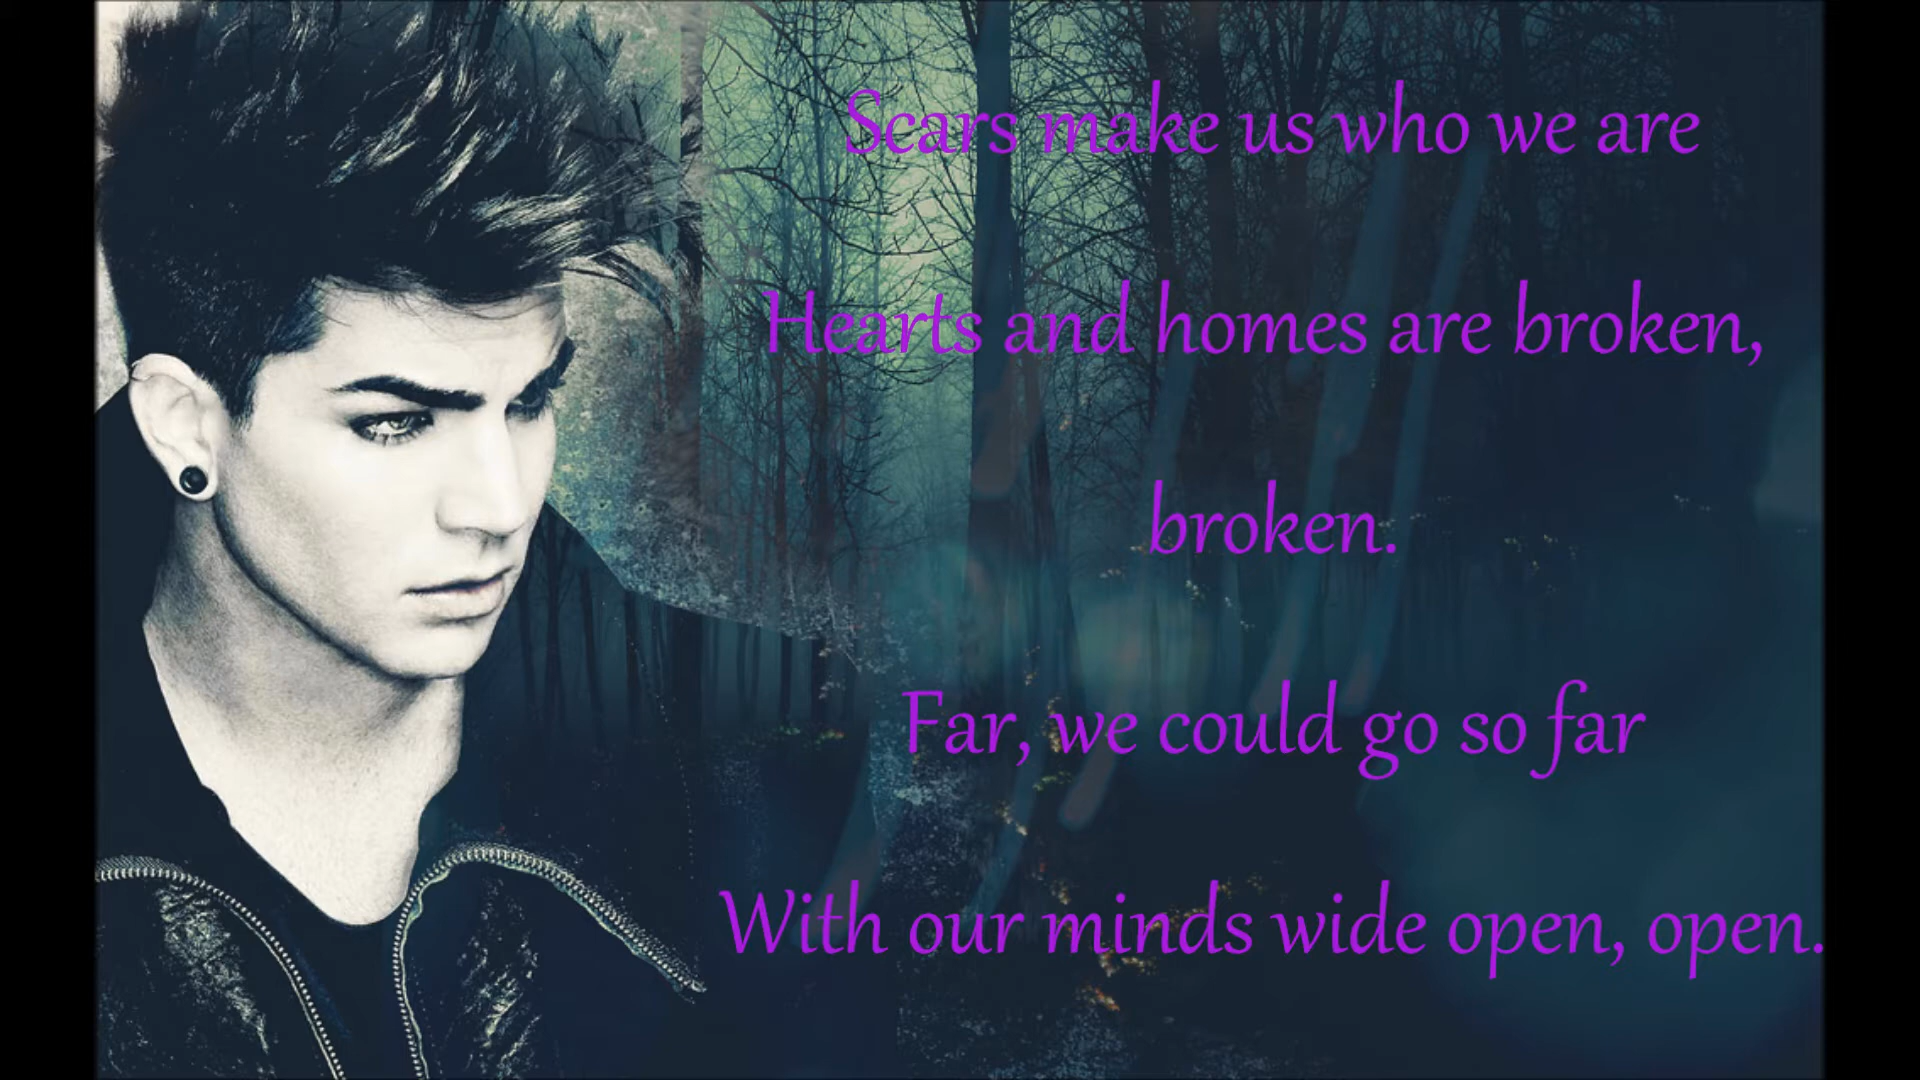 Scars make us who we are
Hearts and homes are broken,
broken.
Far, we could go so far
With our minds wide open, open.